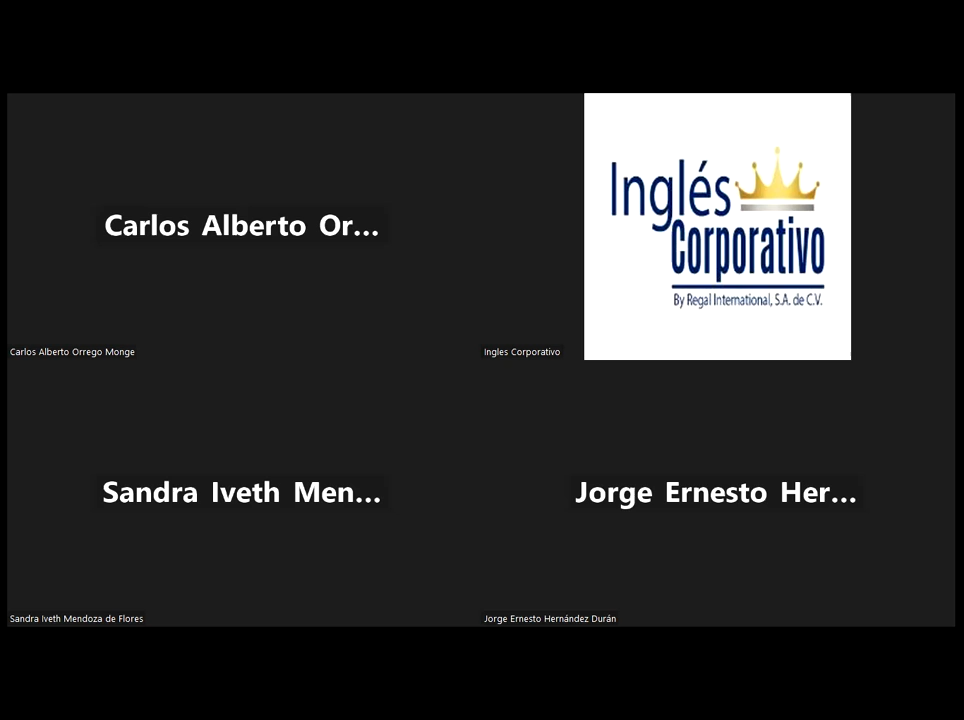 Carlos Alberto Or...
Carlos Alberto Orrego Monge
Inglés
Corporativo
By Regal International, S.A. de C.V.
Ingles Corporativo
Sandra Iveth Men...
Sandra Iveth Mendoza de Flores
Jorge Ernesto Her...
Jorge Ernesto Hernández Durán